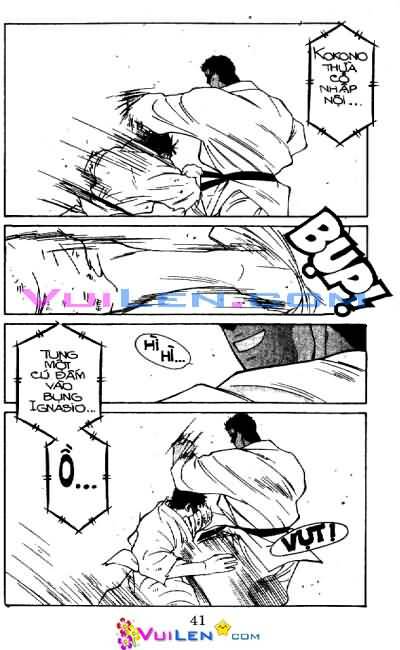 KOKONO
THỪA
CƠ
NHẬP
NỘI...
BỤP!
VUILEN.COM
HÌ
HÌ...
TUNG
MỘT
CÚ ĐẤM
VÀO
BỤNG
IGNASIO...
Ồ...
VỤT!
41
VUILEN.COM